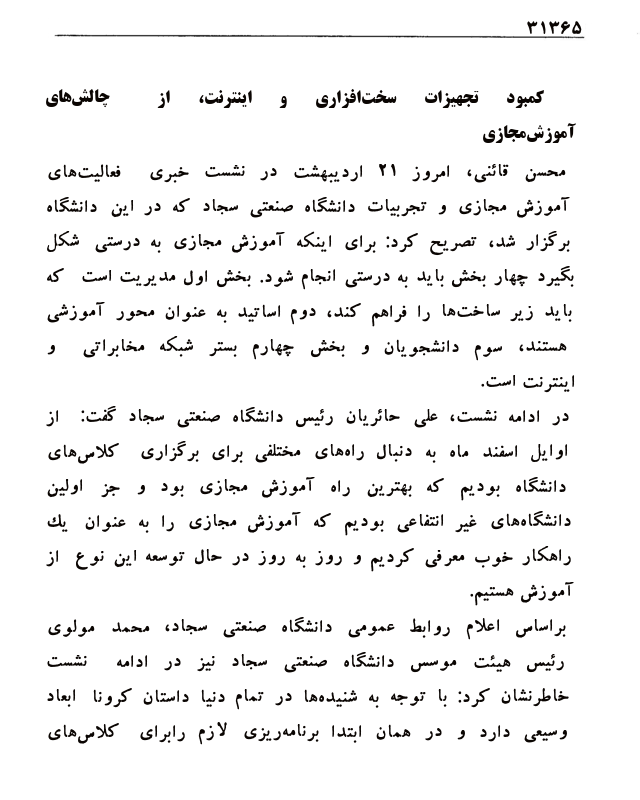 ۳۱۳۶۵
کمبود تجهیزات سخت‌افزاری و اینترنت، از چالش‌های
آموزش‌مجازی
محسن قائنی، امروز ۲۱ اردیبهشت در نشست خبری فعالیت‌های
آموزش مجازی و تجربیات دانشگاه صنعتی سجاد که در این دانشگاه
برگزار شد، تصریح کرد: برای اینکه آموزش مجازی به درستی شکل
بگیرد چهار بخش باید به درستی انجام شود. بخش اول مدیریت است که
باید زیر ساخت‌ها را فراهم کند، دوم اساتید به عنوان محور آموزشی
هستند، سوم دانشجویان و بخش چهارم بستر شبکه مخابراتی و
اینترنت است.
در ادامه نشست، علی حائریان رئیس دانشگاه صنعتی سجاد گفت: از
اوایل اسفند ماه به دنبال راه‌های مختلفی برای برگزاری کلاس‌های
دانشگاه بودیم که بهترین راه آموزش مجازی بود و جز اولین
دانشگاه‌های غیر انتفاعی بودیم که آموزش مجازی را به عنوان یك
راهکار خوب معرفی کردیم و روز به روز در حال توسعه این نوع از
آموزش هستیم.
براساس اعلام روابط عمومی دانشگاه صنعتی سجاد، محمد مولوی
رئیس هیئت موسس دانشگاه صنعتی سجاد نیز در ادامه نشست
خاطرنشان کرد: با توجه به شنیده‌ها در تمام دنیا داستان کرونا ابعاد
وسیعی دارد و در همان ابتدا برنامه‌ریزی لازم رابرای کلاس‌های